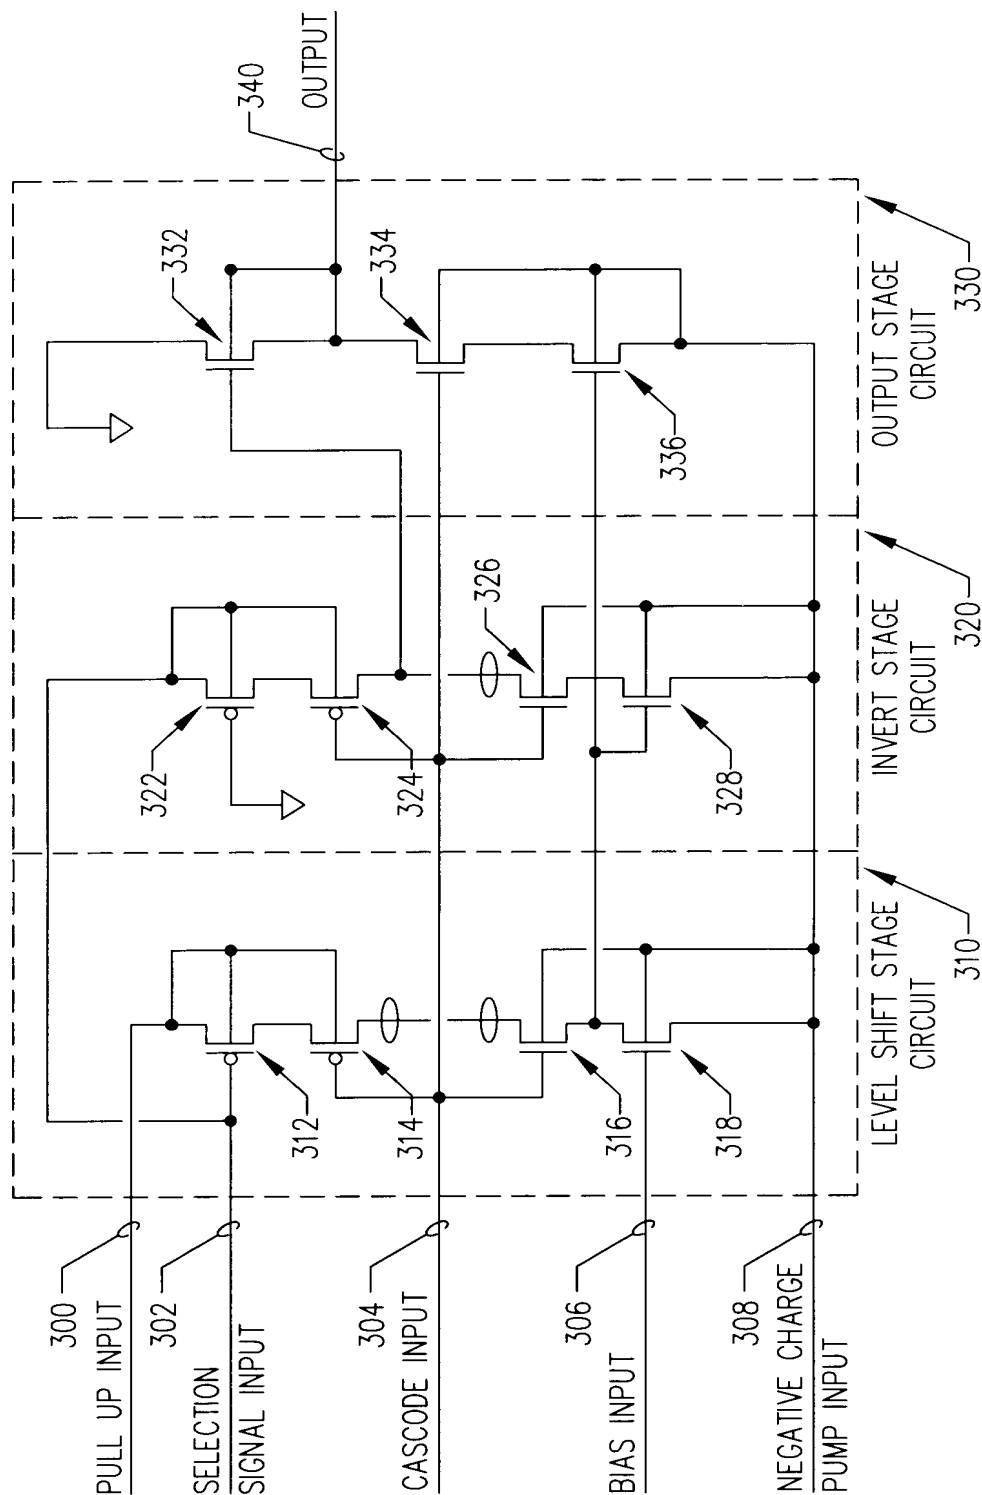 PULL UP INPUT
300
SELECTION
SIGNAL INPUT
302
CASCODE INPUT
304
BIAS INPUT
306
NEGATIVE CHARGE
PUMP INPUT
308
312
314
316
318
LEVEL SHIFT STAGE
CIRCUIT
310
322
324
326
328
INVERT STAGE
CIRCUIT
320
332
334
336
OUTPUT STAGE
CIRCUIT
330
340
OUTPUT